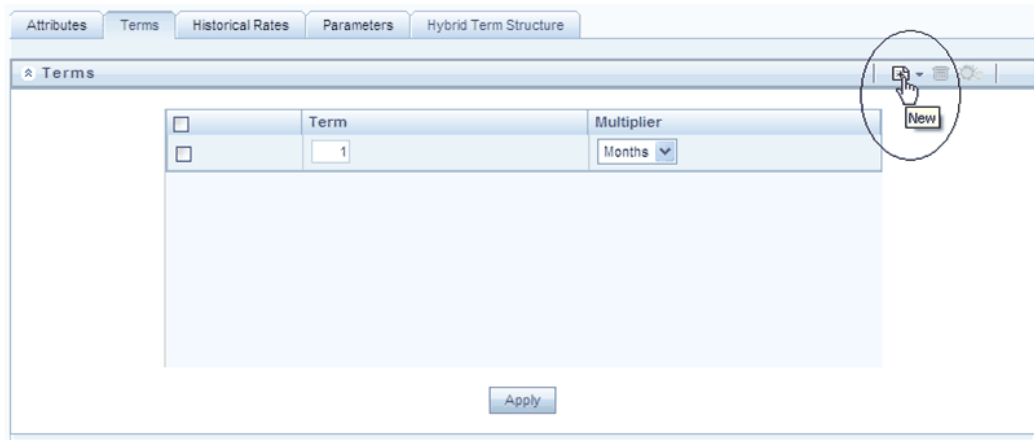 Attributes Terms Historical Rates Parameters Hybrid Term Structure
Terms
New
Term Multiplier
1 Months
Apply